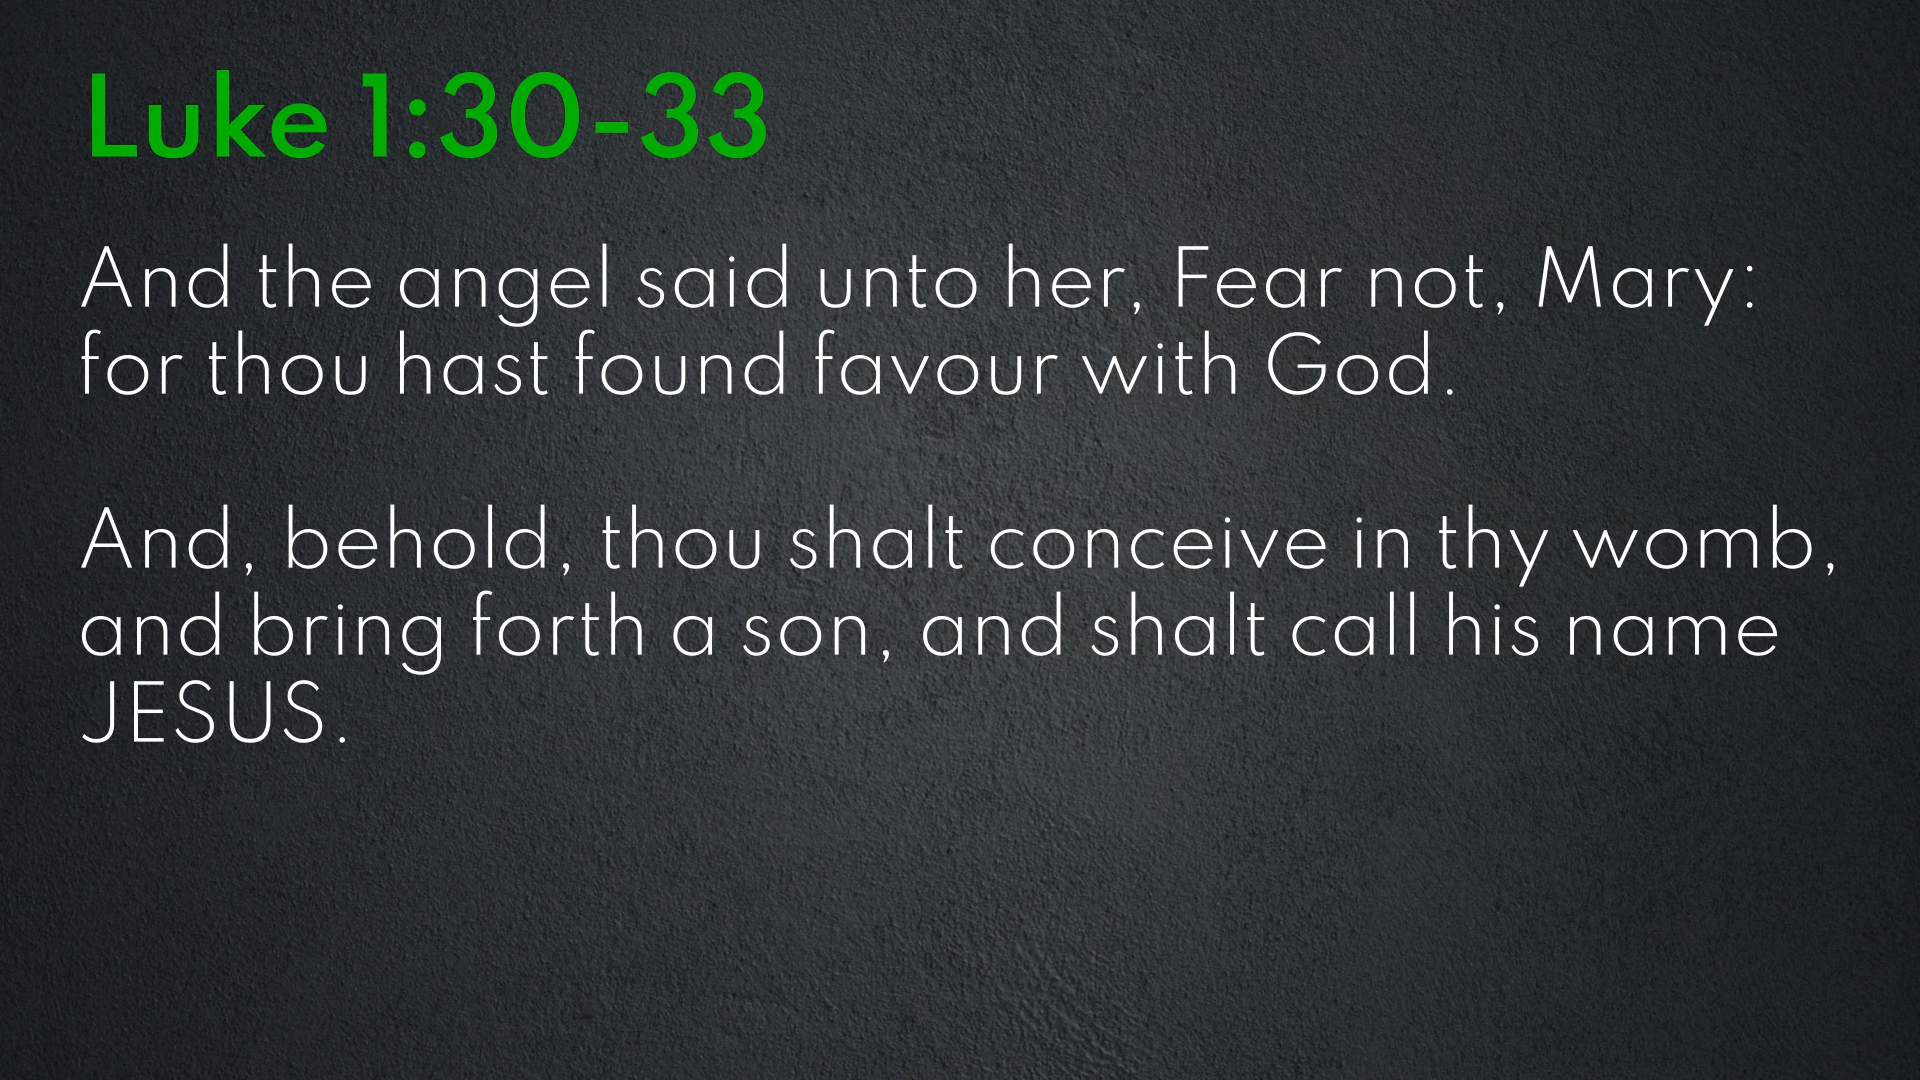 Luke 1:30-33
And the angel said unto her, Fear not, Mary:
for thou hast found favour with God.
And, behold, thou shalt conceive in thy womb,
and bring forth a son, and shalt call his name
JESUS.